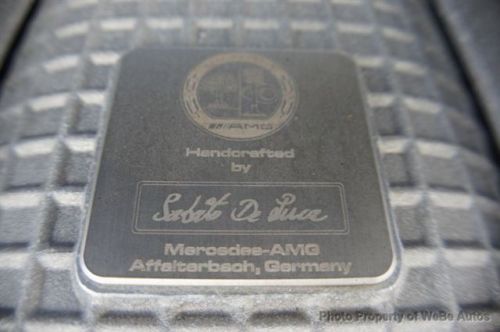 AMG
Handcrafted
by
Sabato De Luca
Mercedes-AMG
Affalterbach, Germany
Photo Property of WeBe Autos